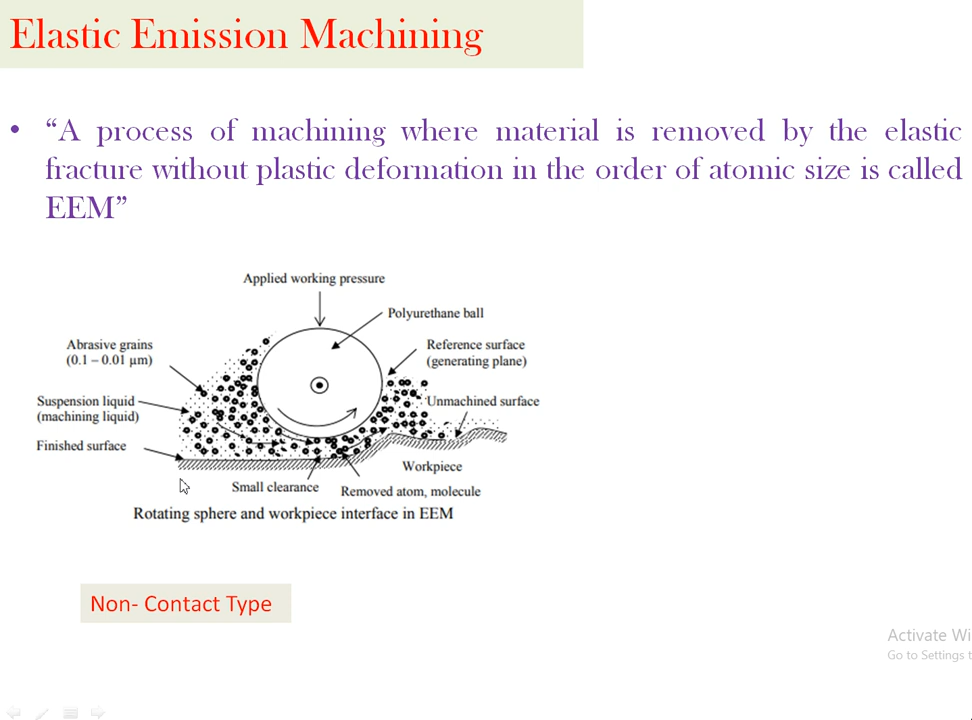 Elastic Emission Machining
• “A process of machining where material is removed by the elastic
fracture without plastic deformation in the order of atomic size is called
EEM”
Applied working pressure
Polyurethane ball
Abrasive grains
(0.1 – 0.01 µm)
Reference surface
(generating plane)
Suspension liquid
(machining liquid)
Unmachined surface
Finished surface
Workpiece
Small clearance
Removed atom, molecule
Rotating sphere and workpiece interface in EEM
Non- Contact Type
Activate Wi
Go to Settings t